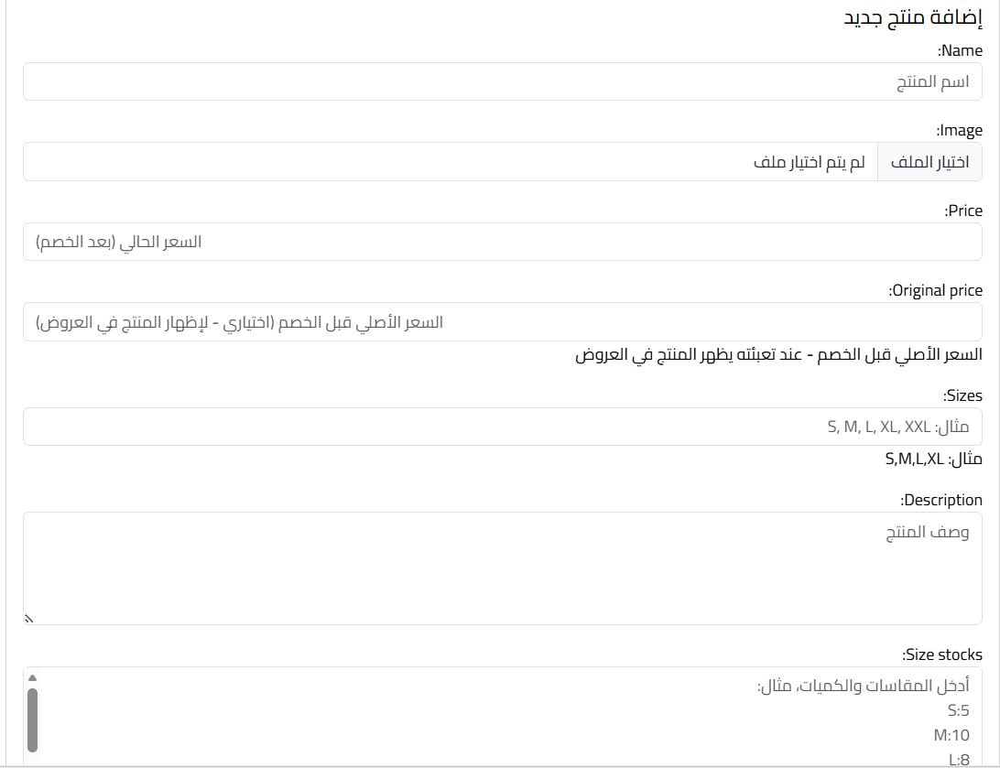 إضافة منتج جديد
Name:
اسم المنتج
Image:
اختيار الملف لم يتم اختيار ملف
Price:
السعر الحالي (بعد الخصم)
Original price:
السعر الأصلي قبل الخصم (اختياري - لإظهار المنتج في العروض)
السعر الأصلي قبل الخصم - عند تعبئته يظهر المنتج في العروض
Sizes:
مثال: S, M, L, XL, XXL
مثال: S,M,L,XL
Description:
وصف المنتج
Size stocks:
أدخل المقاسات والكميات، مثال:
S:5
M:10
L:8